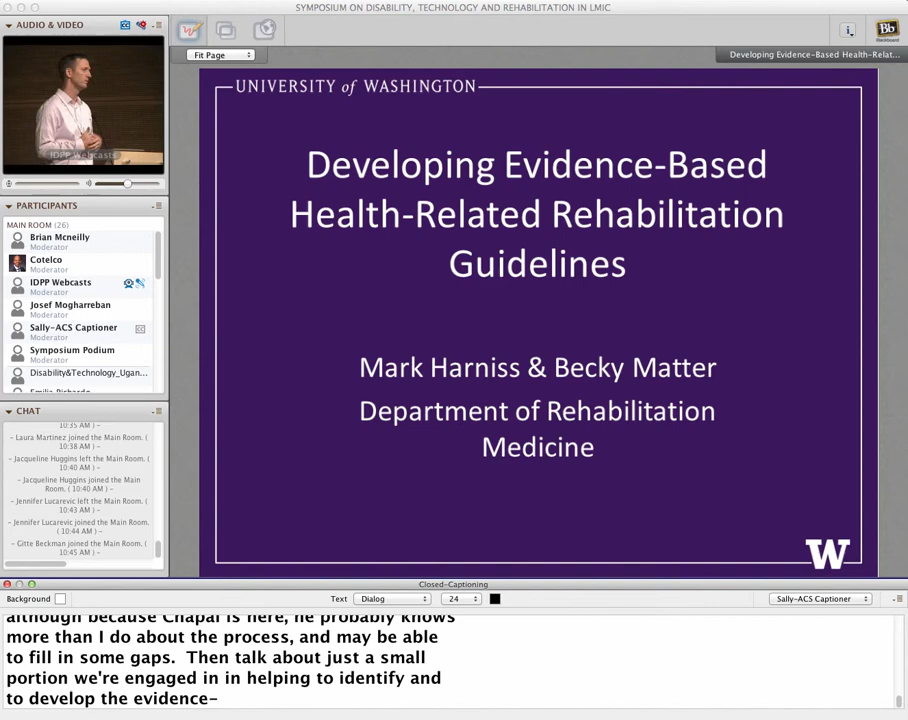 SYMPOSIUM ON DISABILITY, TECHNOLOGY AND REHABILITATION IN LMIC
AUDIO & VIDEO
IDPP Webcasts
PARTICIPANTS
MAIN ROOM (26)
Brian Mcneilly
Moderator
Cotelco
Moderator
IDPP Webcasts
Moderator
Josef Mogharreban
Moderator
Sally-ACS Captioner
Moderator
Symposium Podium
Moderator
Disability&Technology_Ugan...
CHAT
10:35 AM ) -
- Laura Martinez joined the Main Room. (
10:38 AM ) -
- Jacqueline Huggins left the Main Room. (
10:40 AM ) -
- Jacqueline Huggins joined the Main
Room. ( 10:40 AM ) -
- Jennifer Lucarevic left the Main Room. (
10:43 AM ) -
- Jennifer Lucarevic joined the Main Room.
( 10:44 AM ) -
- Gitte Beckman joined the Main Room. (
10:45 AM ) -
Fit Page
Bb
Blackboard
Developing Evidence-Based Health-Relat...
UNIVERSITY of WASHINGTON
Developing Evidence-Based
Health-Related Rehabilitation
Guidelines
Mark Harniss & Becky Matter
Department of Rehabilitation
Medicine
W
Closed-Captioning
Background
Text
Dialog
24
Sally-ACS Captioner
although because Chapal is here, he probably knows
more than I do about the process, and may be able
to fill in some gaps.  Then talk about just a small
portion we're engaged in in helping to identify and
to develop the evidence-